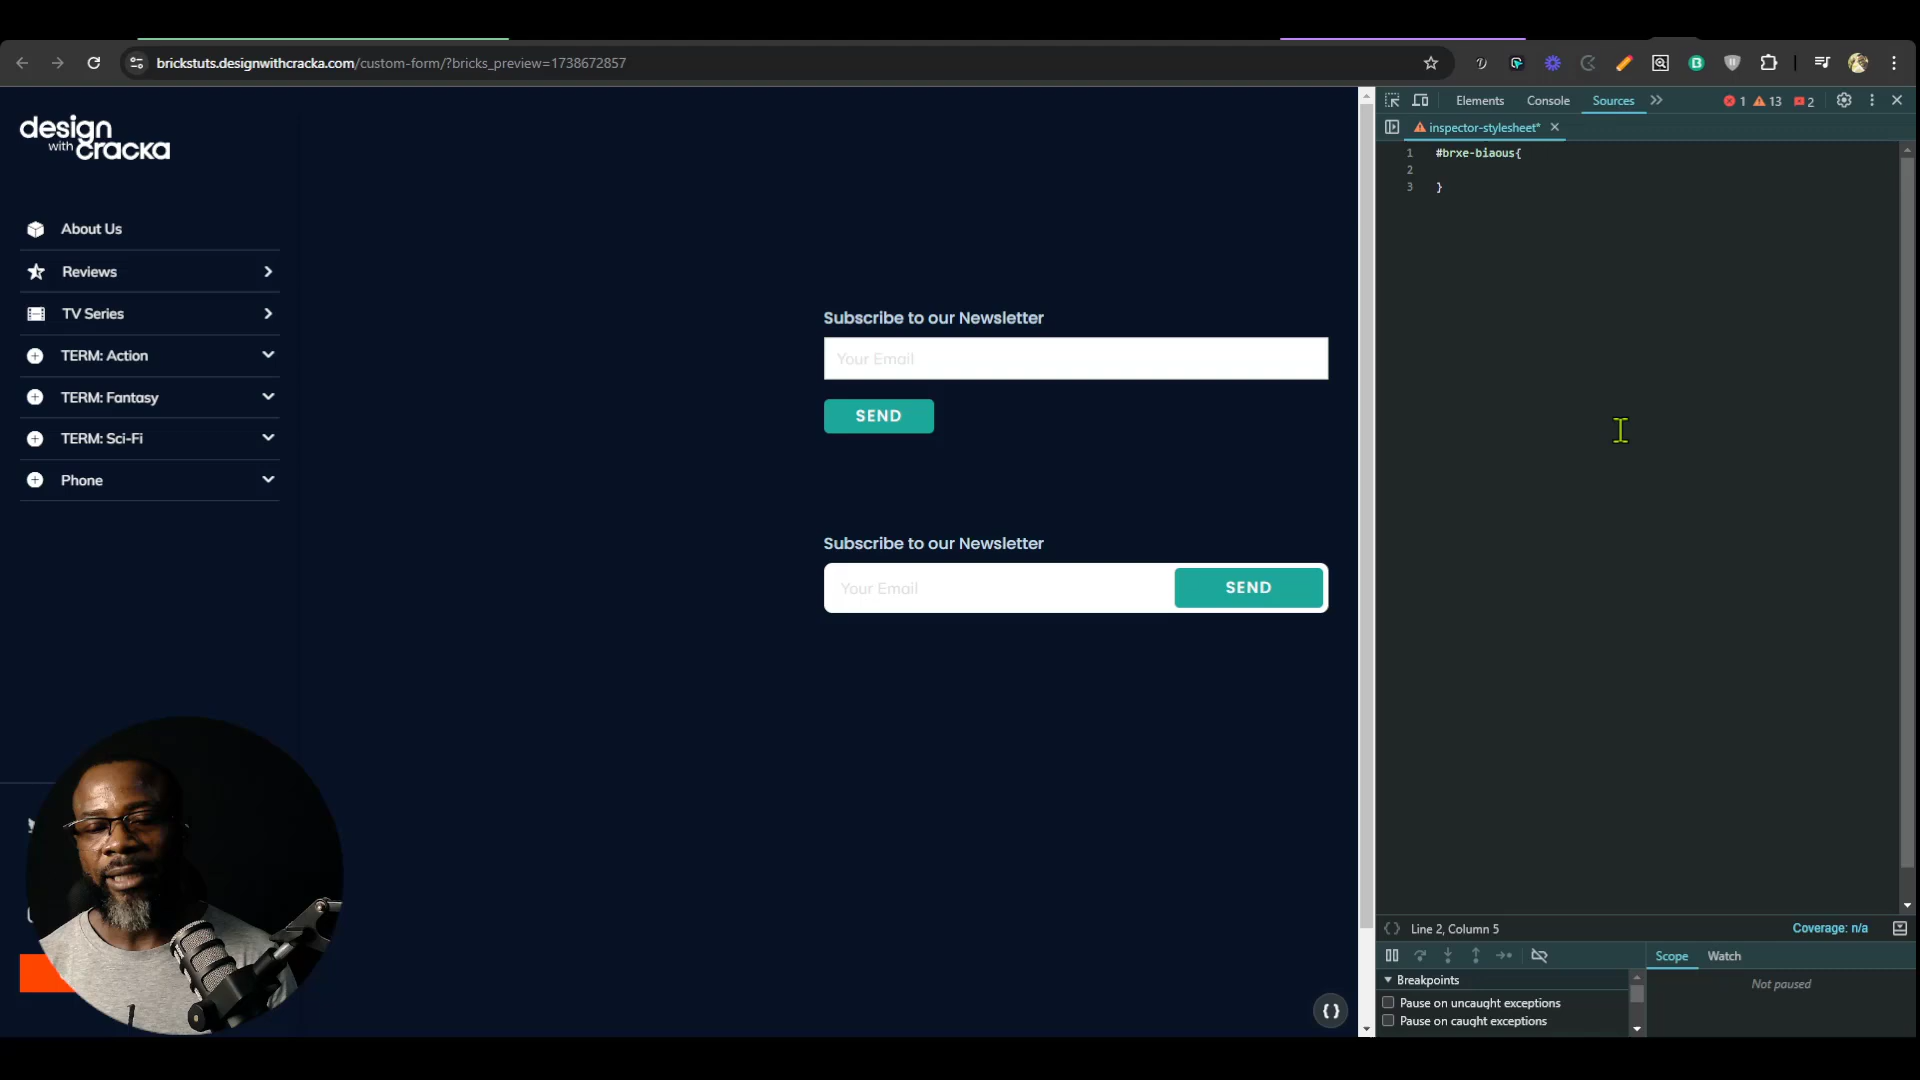 brickstuts.designwithcracka.com/custom-form/?bricks_preview=1738672857
design
with cracka
About Us
Reviews
TV Series
TERM: Action
TERM: Fantasy
TERM: Sci-Fi
Phone
Subscribe to our Newsletter
Your Email
SEND
Subscribe to our Newsletter
Your Email
SEND
Elements Console Sources 1 13 2
inspector-stylesheet*
1 #brxe-biaous{
2
3 }
{} Line 2, Column 5 Coverage: n/a
Scope Watch
Breakpoints
Not paused
Pause on uncaught exceptions
Pause on caught exceptions
{}